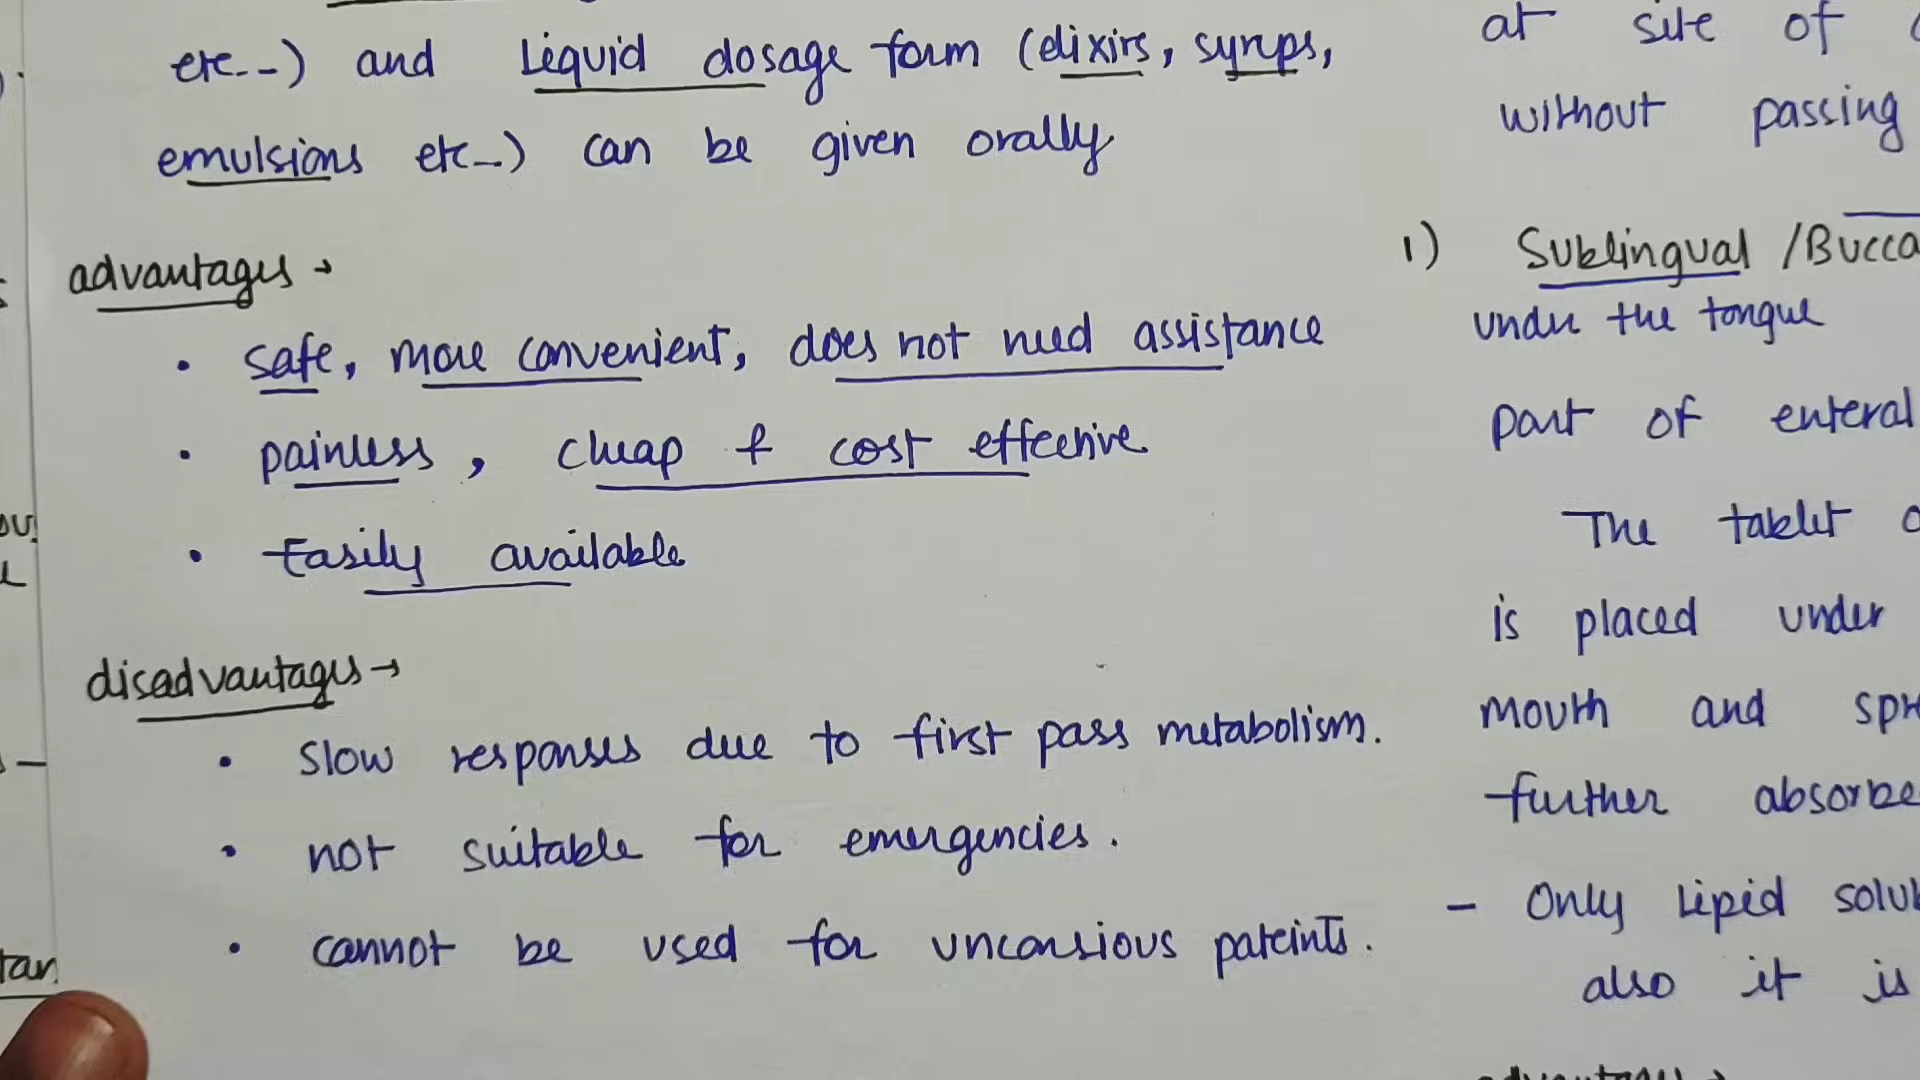 etc--) and Liquid dosage form (elixirs, syrups,
emulsions etc-) can be given orally
advantages →
• safe, more convenient, does not need assistance
• painless, cheap & cost effective
• Easily available
disadvantages →
• slow responses due to first pass metabolism.
• not suitable for emergencies.
• cannot be used for unconsious pateints.
at site of
without passing
1) Sublingual /Bucca
under the tongue
part of enteral
The tablet
is placed under
mouth and spr
further absorbe
- Only Lipid solub
also it is